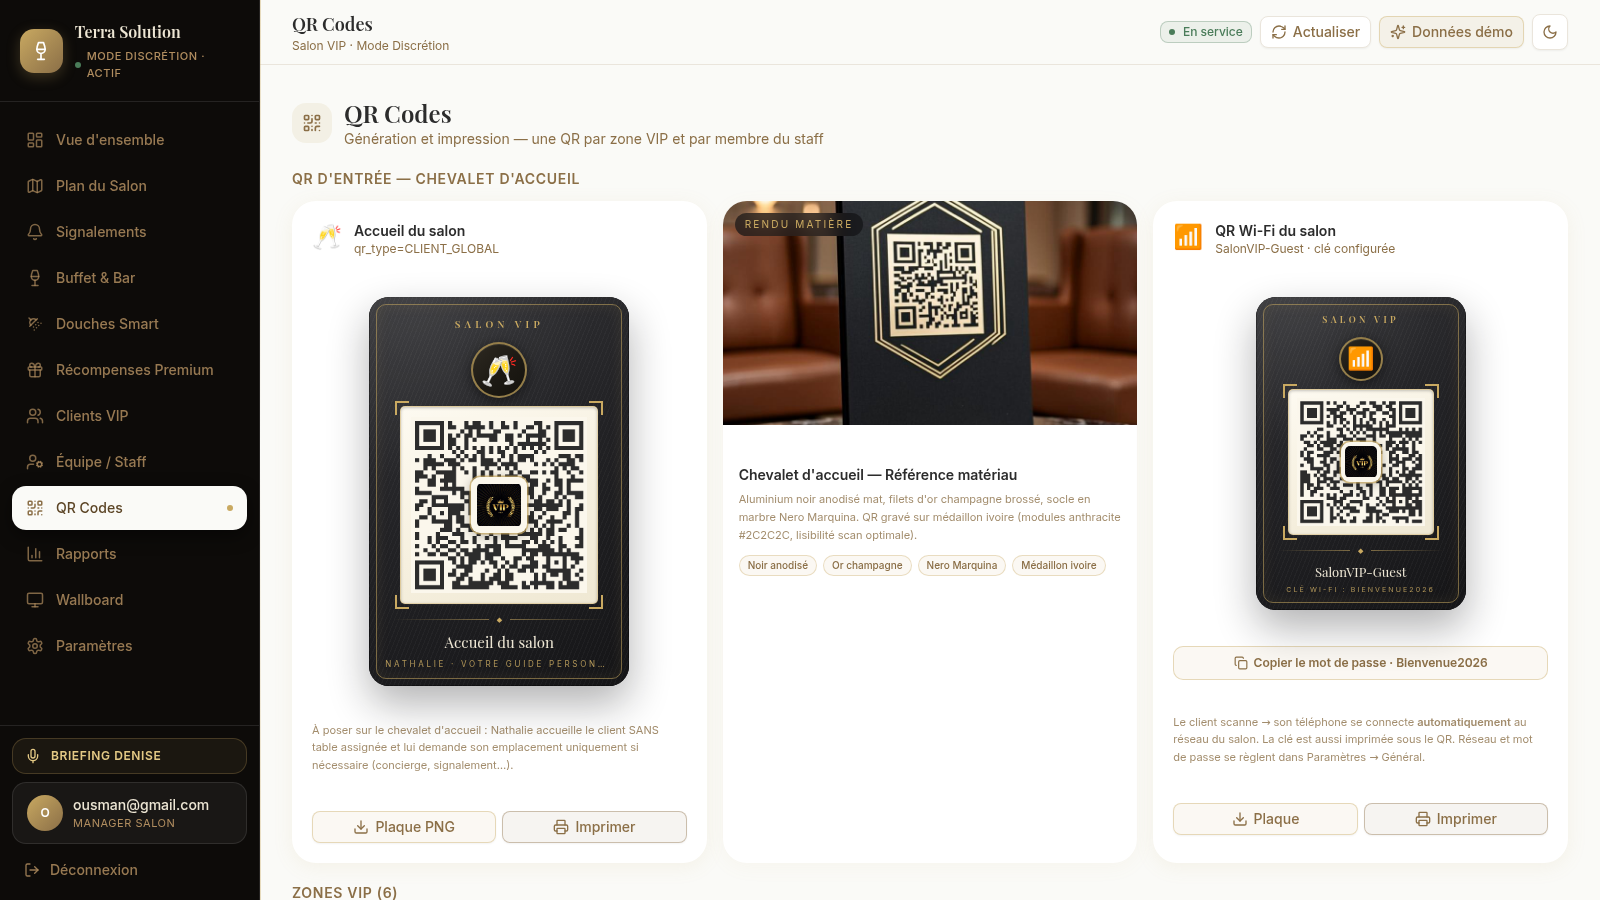 Terra Solution
MODE DISCRÉTION ·
ACTIF
Vue d'ensemble
Plan du Salon
Signalements
Buffet & Bar
Douches Smart
Récompenses Premium
Clients VIP
Équipe / Staff
QR Codes
Rapports
Wallboard
Paramètres
BRIEFING DENISE
O
ousman@gmail.com
MANAGER SALON
Déconnexion
QR Codes
Salon VIP · Mode Discrétion
En service
Actualiser
Données démo
QR Codes
Génération et impression — une QR par zone VIP et par membre du staff
QR D'ENTRÉE — CHEVALET D'ACCUEIL
Accueil du salon
qr_type=CLIENT_GLOBAL
SALON VIP
VIP
Accueil du salon
NATHALIE · VOTRE GUIDE PERSON…
À poser sur le chevalet d'accueil : Nathalie accueille le client SANS
table assignée et lui demande son emplacement uniquement si
nécessaire (concierge, signalement...).
Plaque PNG
Imprimer
RENDU MATIÈRE
Chevalet d'accueil — Référence matériau
Aluminium noir anodisé mat, filets d'or champagne brossé, socle en
marbre Nero Marquina. QR gravé sur médaillon ivoire (modules anthracite
#2C2C2C, lisibilité scan optimale).
Noir anodisé
Or champagne
Nero Marquina
Médaillon ivoire
QR Wi-Fi du salon
SalonVIP-Guest · clé configurée
SALON VIP
VIP
SalonVIP-Guest
CLÉ WI-FI : BIENVENUE2026
Copier le mot de passe · Bienvenue2026
Le client scanne → son téléphone se connecte automatiquement au
réseau du salon. La clé est aussi imprimée sous le QR. Réseau et mot
de passe se règlent dans Paramètres → Général.
Plaque
Imprimer
ZONES VIP (6)